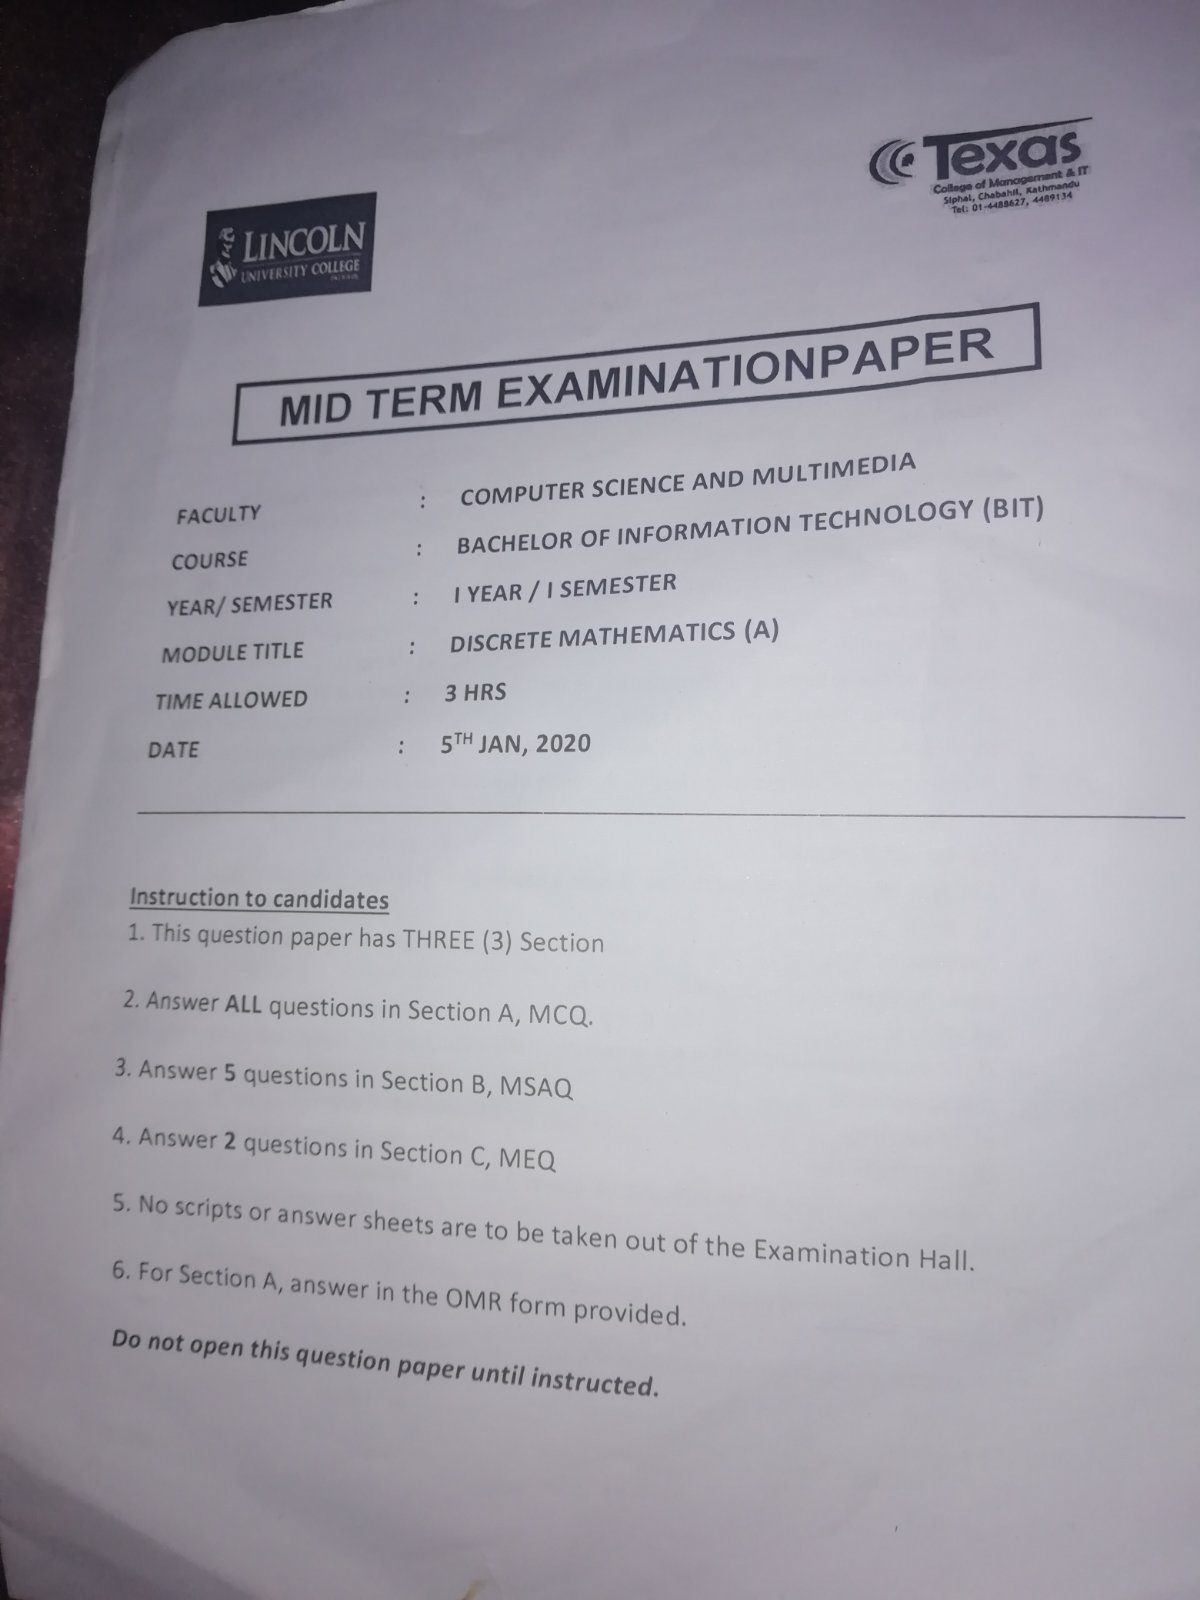 Texas
College of Management & IT
Siphal, Chabahil, Kathmandu
Tel: 01-4488627, 4489134
LINCOLN
UNIVERSITY COLLEGE
MID TERM EXAMINATIONPAPER
FACULTY : COMPUTER SCIENCE AND MULTIMEDIA
COURSE : BACHELOR OF INFORMATION TECHNOLOGY (BIT)
YEAR/ SEMESTER : I YEAR / I SEMESTER
MODULE TITLE : DISCRETE MATHEMATICS (A)
TIME ALLOWED : 3 HRS
DATE : 5TH JAN, 2020
Instruction to candidates
1. This question paper has THREE (3) Section
2. Answer ALL questions in Section A, MCQ.
3. Answer 5 questions in Section B, MSAQ
4. Answer 2 questions in Section C, MEQ
5. No scripts or answer sheets are to be taken out of the Examination Hall.
6. For Section A, answer in the OMR form provided.
Do not open this question paper until instructed.